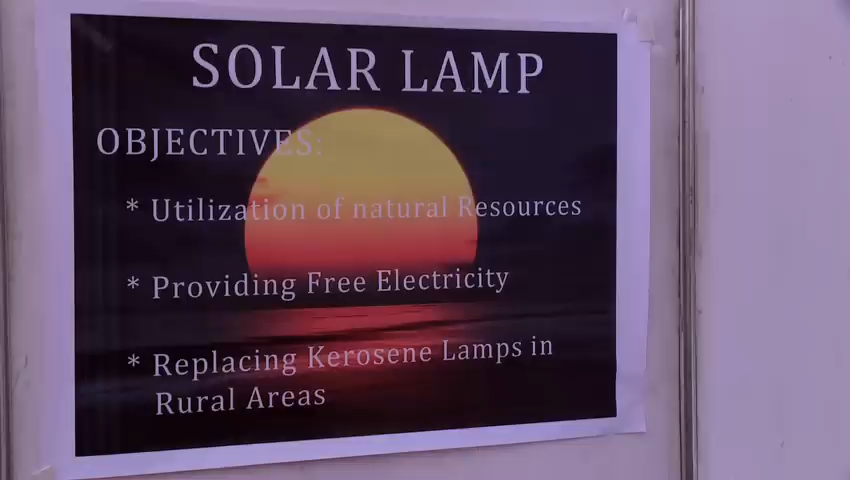 SOLAR LAMP
OBJECTIVES:
* Utilization of natural Resources
* Providing Free Electricity
* Replacing Kerosene Lamps in
Rural Areas